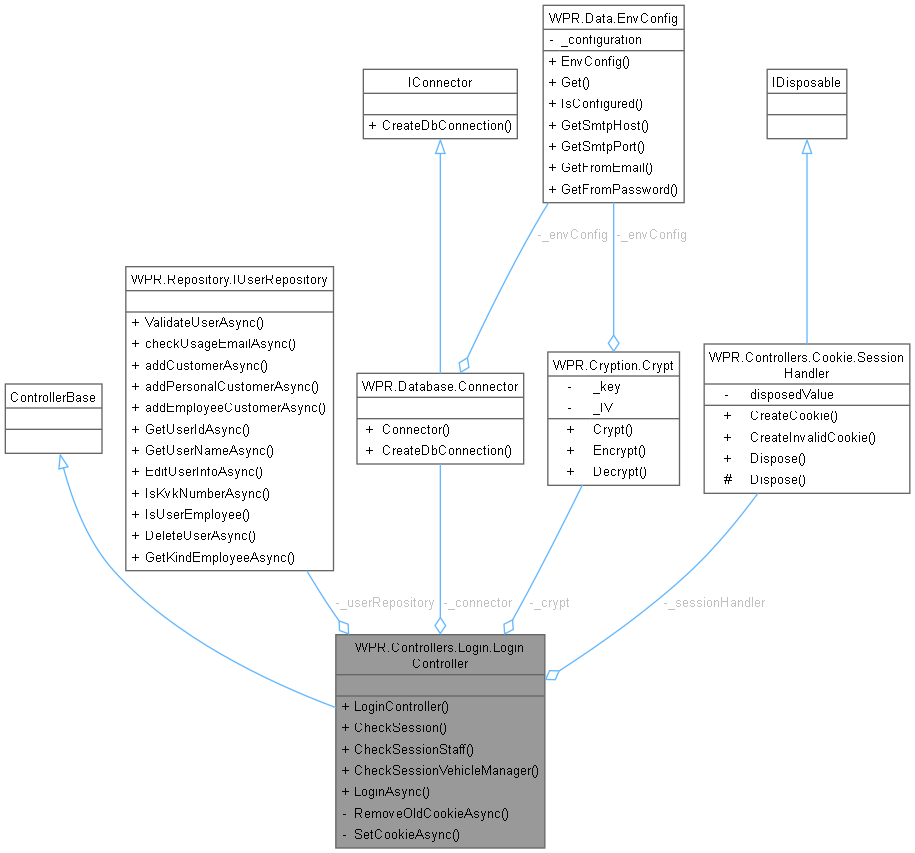 WPR.Data.EnvConfig
- _configuration
+ EnvConfig()
+ Get()
+ IsConfigured()
+ GetSmtpHost()
+ GetSmtpPort()
+ GetFromEmail()
+ GetFromPassword()
IConnector
+ CreateDbConnection()
IDisposable
-_envConfig
-_envConfig
WPR.Repository.IUserRepository
+ ValidateUserAsync()
+ checkUsageEmailAsync()
+ addCustomerAsync()
+ addPersonalCustomerAsync()
+ addEmployeeCustomerAsync()
+ GetUserIdAsync()
+ GetUserNameAsync()
+ EditUserInfoAsync()
+ IsKvkNumberAsync()
+ IsUserEmployee()
+ DeleteUserAsync()
+ GetKindEmployeeAsync()
ControllerBase
WPR.Database.Connector
+ Connector()
+ CreateDbConnection()
WPR.Cryption.Crypt
- _key
- _IV
+ Crypt()
+ Encrypt()
+ Decrypt()
WPR.Controllers.Cookie.Session
Handler
- disposedValue
+ CreateCookie()
+ CreateInvalidCookie()
+ Dispose()
# Dispose()
-_userRepository
-_connector
-_crypt
-_sessionHandler
WPR.Controllers.Login.Login
Controller
+ LoginController()
+ CheckSession()
+ CheckSessionStaff()
+ CheckSessionVehicleManager()
+ LoginAsync()
- RemoveOldCookieAsync()
- SetCookieAsync()